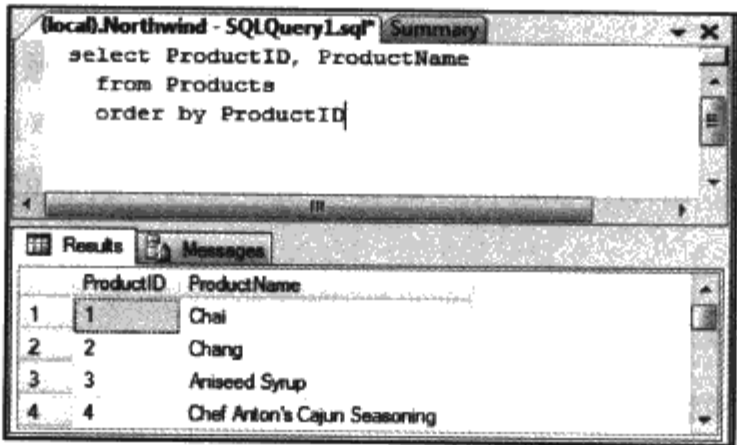 (local).Northwind - SQLQuery1.sql* Summary
select ProductID, ProductName
from Products
order by ProductID
Results Messages
ProductID ProductName
1 1 Chai
2 2 Chang
3 3 Aniseed Syrup
4 4 Chef Anton's Cajun Seasoning